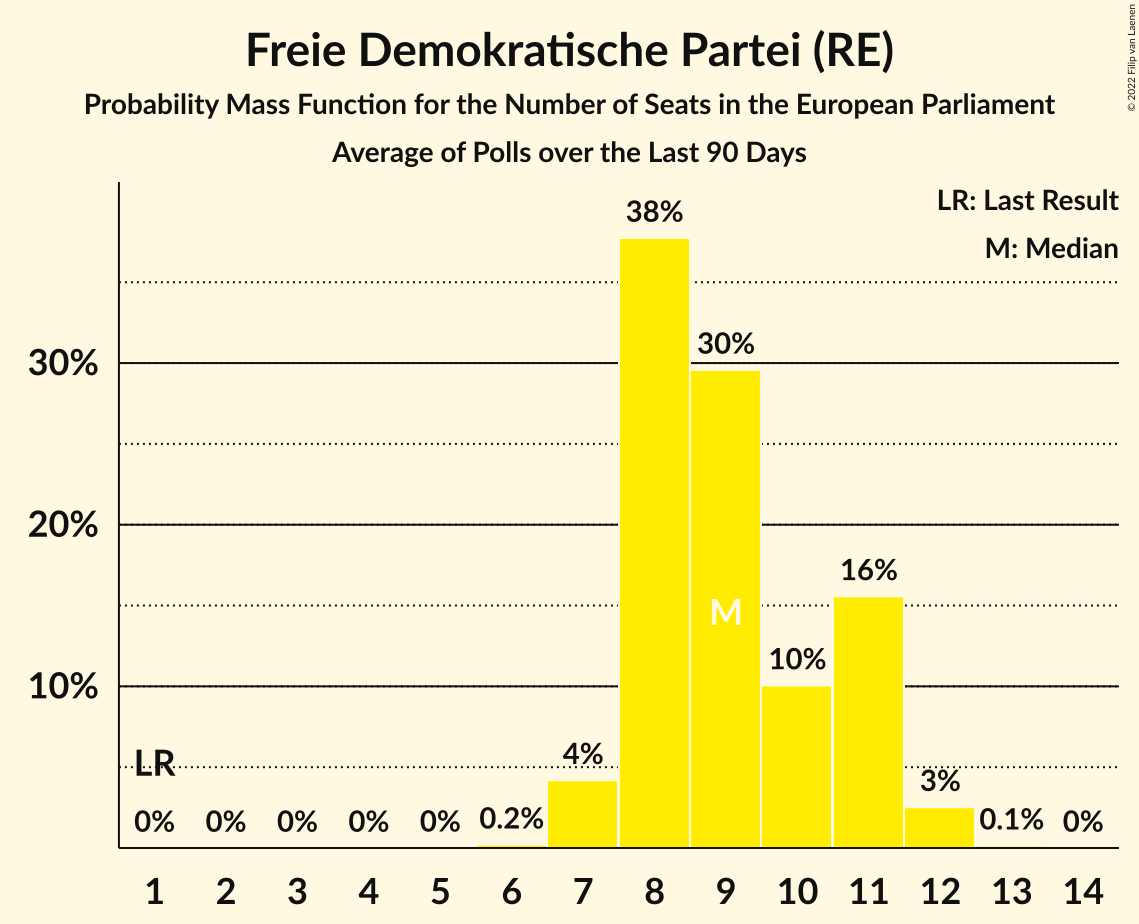 Freie Demokratische Partei (RE)
Probability Mass Function for the Number of Seats in the European Parliament
Average of Polls over the Last 90 Days
© 2022 Filip van Laenen
LR: Last Result
M: Median
38%
30%
30%
20%
16%
M
10%
10%
LR
4%
3%
0%
0%
0%
0%
0%
0.2%
0.1%
0%
1 2 3 4 5 6 7 8 9 10 11 12 13 14